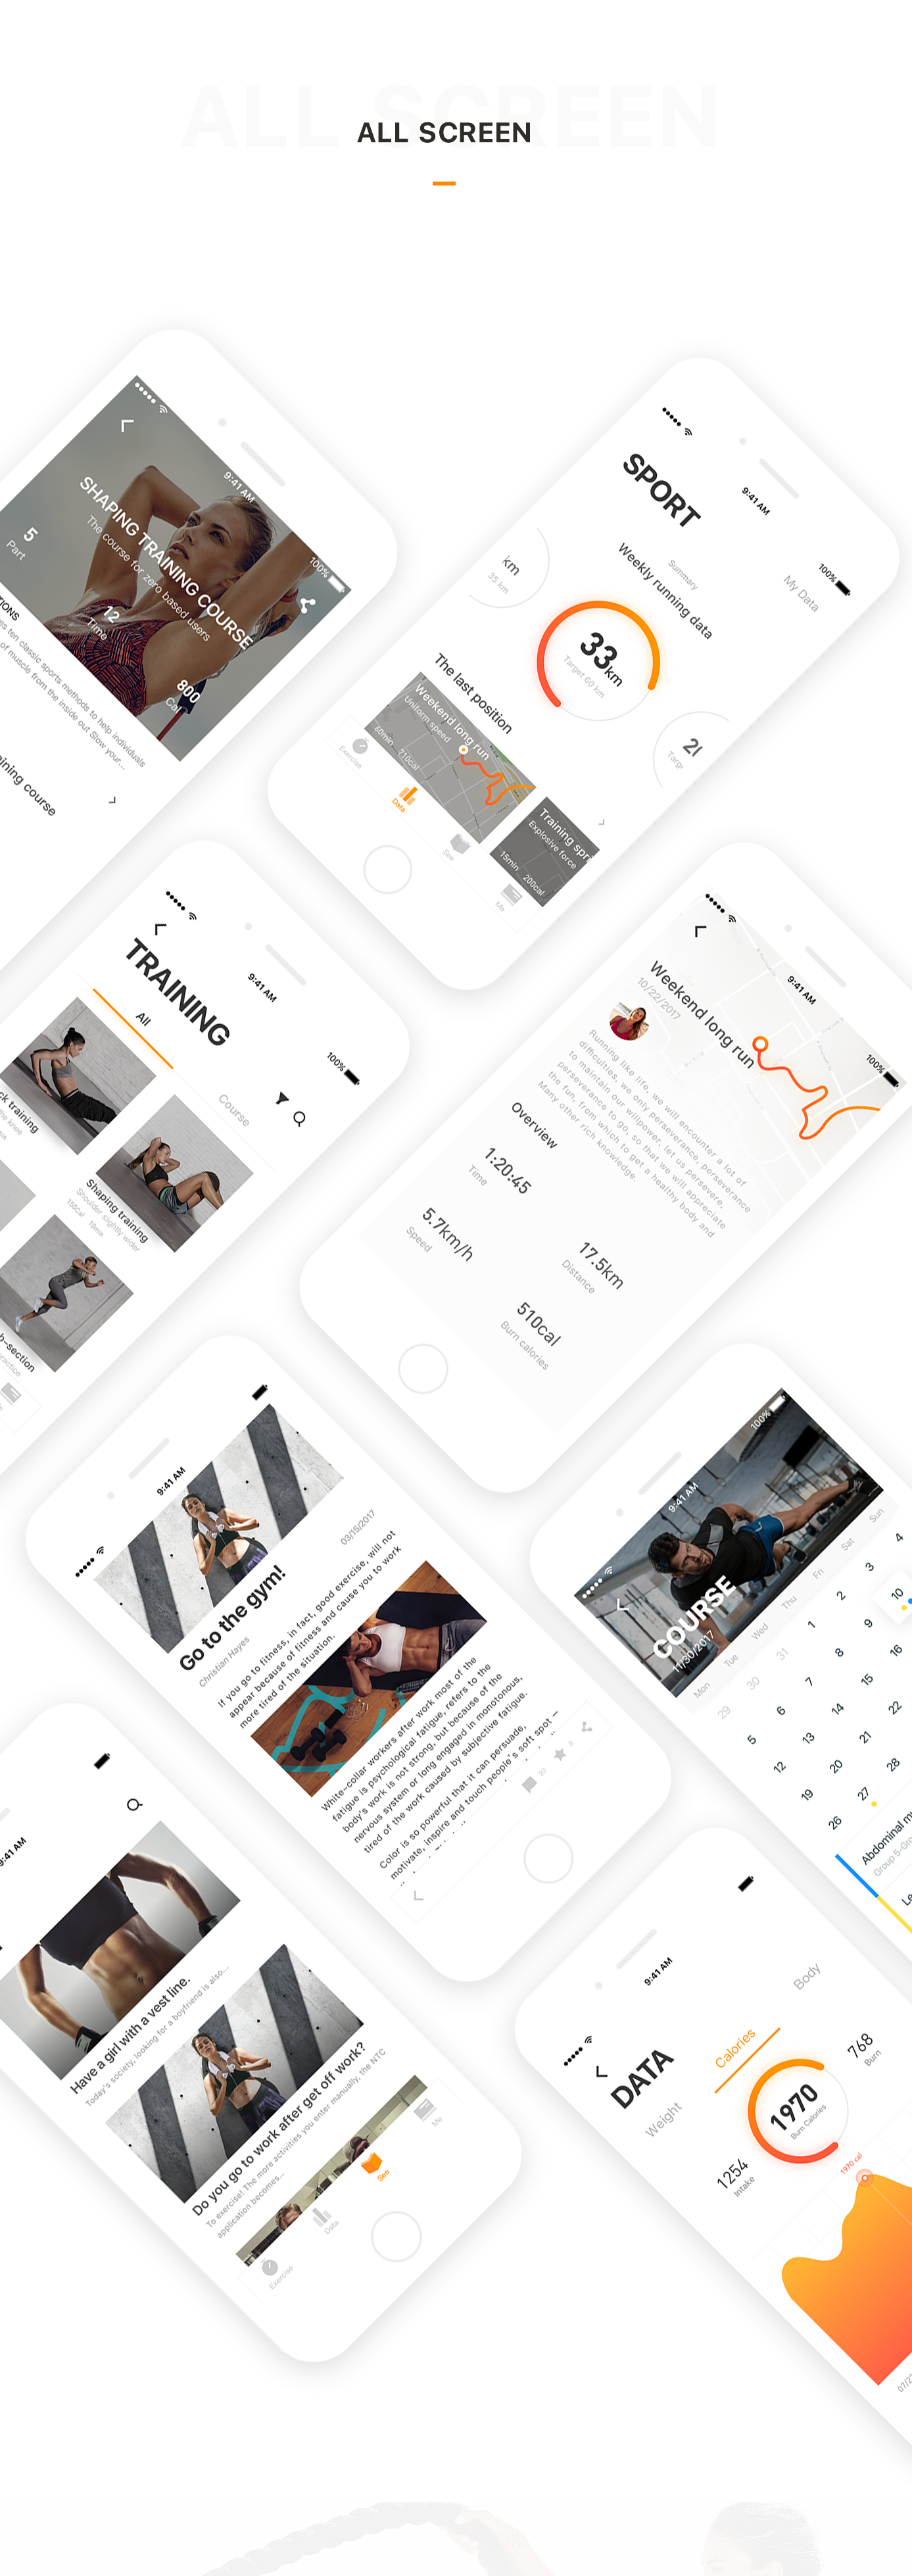 ALL SCREEN
ALL SCREEN
9:41 AM
100%
SHAPING TRAINING COURSE
The course for zero based users
5
Part
12
Time
800
Cal
es ten classic sports methods to help individuals
of muscle from the inside out Slow your...
ining course
9:41 AM
100%
SPORT
My Data
Summary
Weekly running data
km
35 km
33km
Target 60 km
The last position
Weekend long run
Uniform speed
60min
210cal
Training spr
Explosive force
15min
200cal
Exercise
Data
See
Me
9:41 AM
100%
TRAINING
All
Course
ck training
Shaping training
Shoulder slightly wider
150cal
b-section
ractice
9:41 AM
100%
Weekend long run
10/22/2017
Running like life, we will encounter a lot of
difficulties, we only perseverance, perseverance
to maintain our willpower, let us persevere,
perseverance to go, so that we will appreciate
the fun, from which to get a healthy body and
Many other rich knowledge.
Overview
1:20:45
Time
17.5km
Distance
5.7km/h
Speed
510cal
Burn calories
9:41 AM
Go to the gym!
Christian Hayes
03/15/2017
If you go to fitness, in fact, good exercise, will not
appear because of fitness and cause you to work
more tired of the situation.
White-collar workers after work most of the
fatigue is psychological fatigue, refers to the
body's work is not strong, but because of the
nervous system or long engaged in monotonous,
tired of the work caused by subjective fatigue.
Color is so powerful that it can persuade,
motivate, inspire and touch people's soft spot –
9:41 AM
100%
COURSE
11/30/2017
Mon Tue Wed Thu Fri Sat Sun
29 30 31 1 2 3 4
5 6 7 8 9 10
12 13 14 15 16
19 20 21 22
26 27 28
Abdominal m
Group 5-Gr
Le
9:41 AM
Have a girl with a vest line.
Today's society, looking for a boyfriend is also...
Do you go to work after get off work?
To exercise! The more activities you enter manually, the NTC
application becomes...
Exercise
Data
See
Me
9:41 AM
DATA
Weight
Calories
Body
1254
Intake
1970
Burn Calories
768
Burn
1970 cal